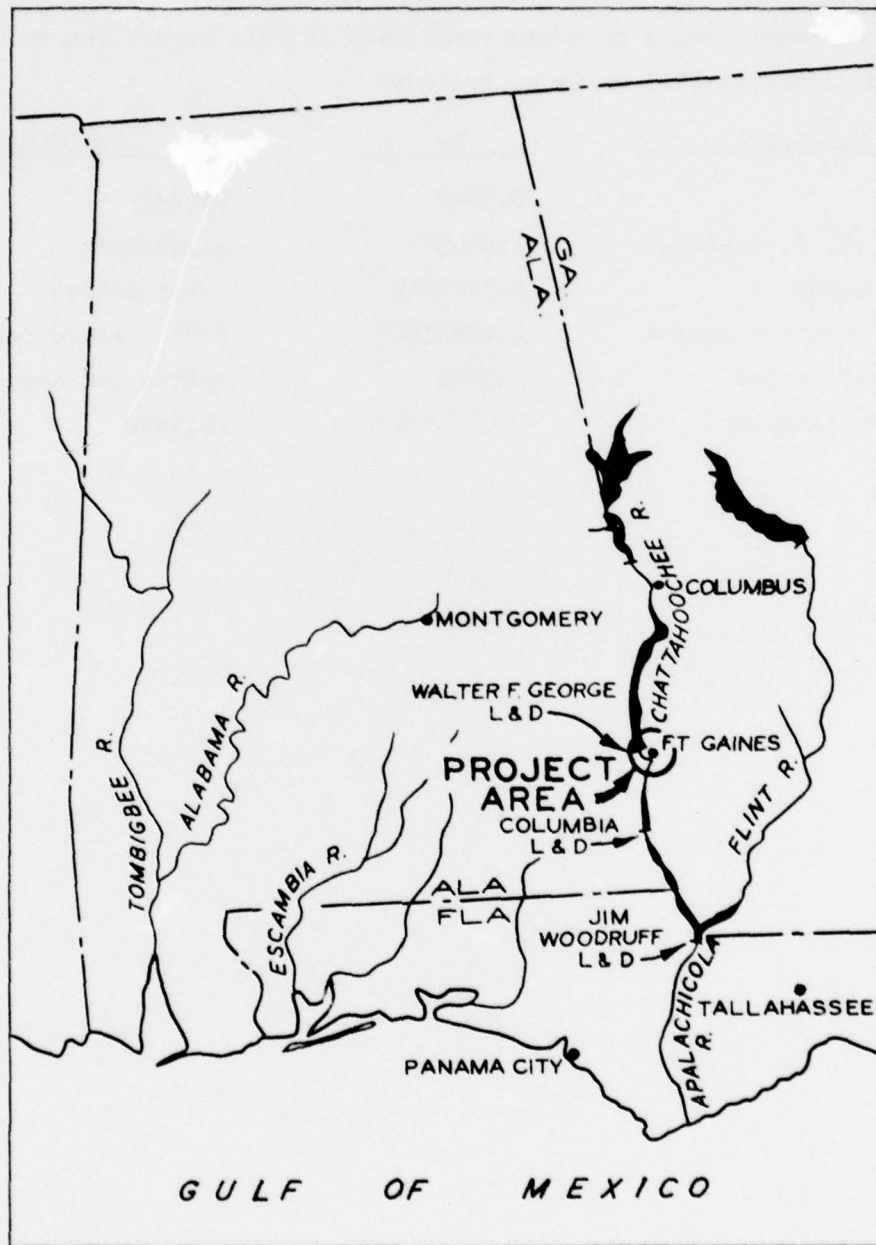 GA.
ALA.
CHATTAHOOCHEE R.
COLUMBUS
MONTGOMERY
WALTER F. GEORGE
L & D
FT GAINES
PROJECT
AREA
COLUMBIA
L & D
FLINT R.
ALABAMA R.
TOMBIGBEE R.
ESCAMBIA R.
ALA
FLA
JIM
WOODRUFF
L & D
APALACHICOLA
R.
TALLAHASSEE
PANAMA CITY
GULF OF MEXICO